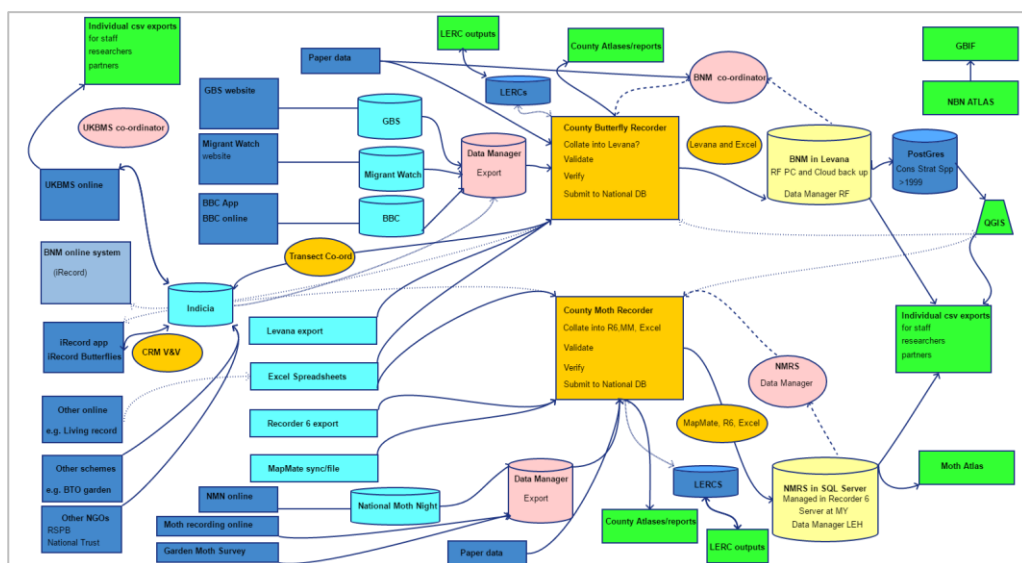 Individual csv exports
for staff
researchers
partners
LERC outputs
County Atlases/reports
GBIF
NBN ATLAS
Paper data
BNM co-ordinator
GBS website
LERCs
UKBMS co-ordinator
GBS
County Butterfly Recorder
Collate into Levana?
Validate
Verify
Submit to National DB
Levana and Excel
BNM in Levana
RF PC and Cloud back up
Data Manager RF
PostGres
Cons Strat Spp
>1999
Migrant Watch
website
Data Manager
Export
Migrant Watch
UKBMS online
BBC App
BBC online
BBC
QGIS
BNM online system
(iRecord)
Transect Co-ord
Indicia
County Moth Recorder
Collate into R6,MM, Excel
Validate
Verify
Submit to National DB
Individual csv exports
for staff
researchers
partners
Levana export
iRecord app
iRecord Butterflies
CRM V&V
Excel Spreadsheets
NMRS
Data Manager
Other online
e.g. Living record
Recorder 6 export
MapMate, R6, Excel
Other schemes
e.g. BTO garden
MapMate sync/file
Data Manager
Export
LERCS
NMRS in SQL Server
Managed in Recorder 6
Server at MY
Data Manager LEH
Moth Atlas
NMN online
National Moth Night
Other NGOs
RSPB
National Trust
Moth recording online
County Atlases/reports
Garden Moth Survey
Paper data
LERC outputs